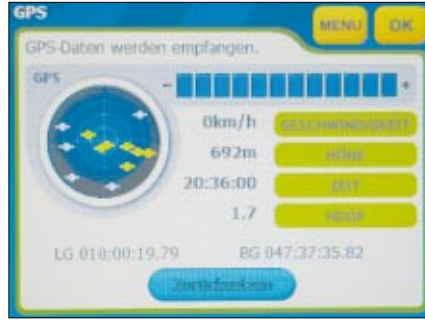 GPS
MENU OK
GPS-Daten werden empfangen.
GPS
- +
0km/h GESCHWINDIGKEIT
692m HÖHE
20:36:00 ZEIT
1.7 HDOP
LG 010:00:19.79 BG 047:37:35.82
Zurücksetzen